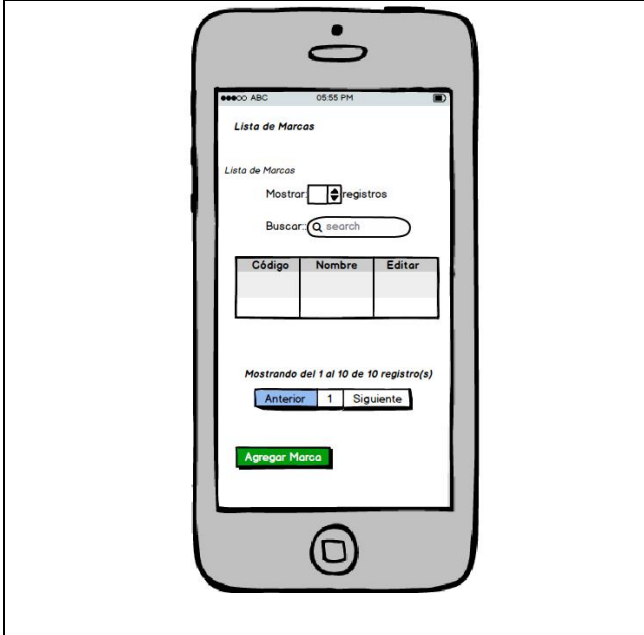 ABC 05:55 PM
Lista de Marcas
Lista de Marcas
Mostrar: registros
Buscar:: search
Código Nombre Editar
Mostrando del 1 al 10 de 10 registro(s)
Anterior 1 Siguiente
Agregar Marca